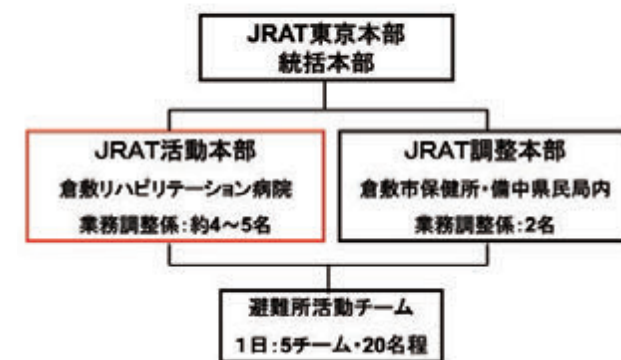 JRAT東京本部
統括本部
JRAT活動本部
倉敷リハビリテーション病院
業務調整係：約4〜5名
JRAT調整本部
倉敷市保健所・備中県民局内
業務調整係：2名
避難所活動チーム
1日：5チーム・20名程